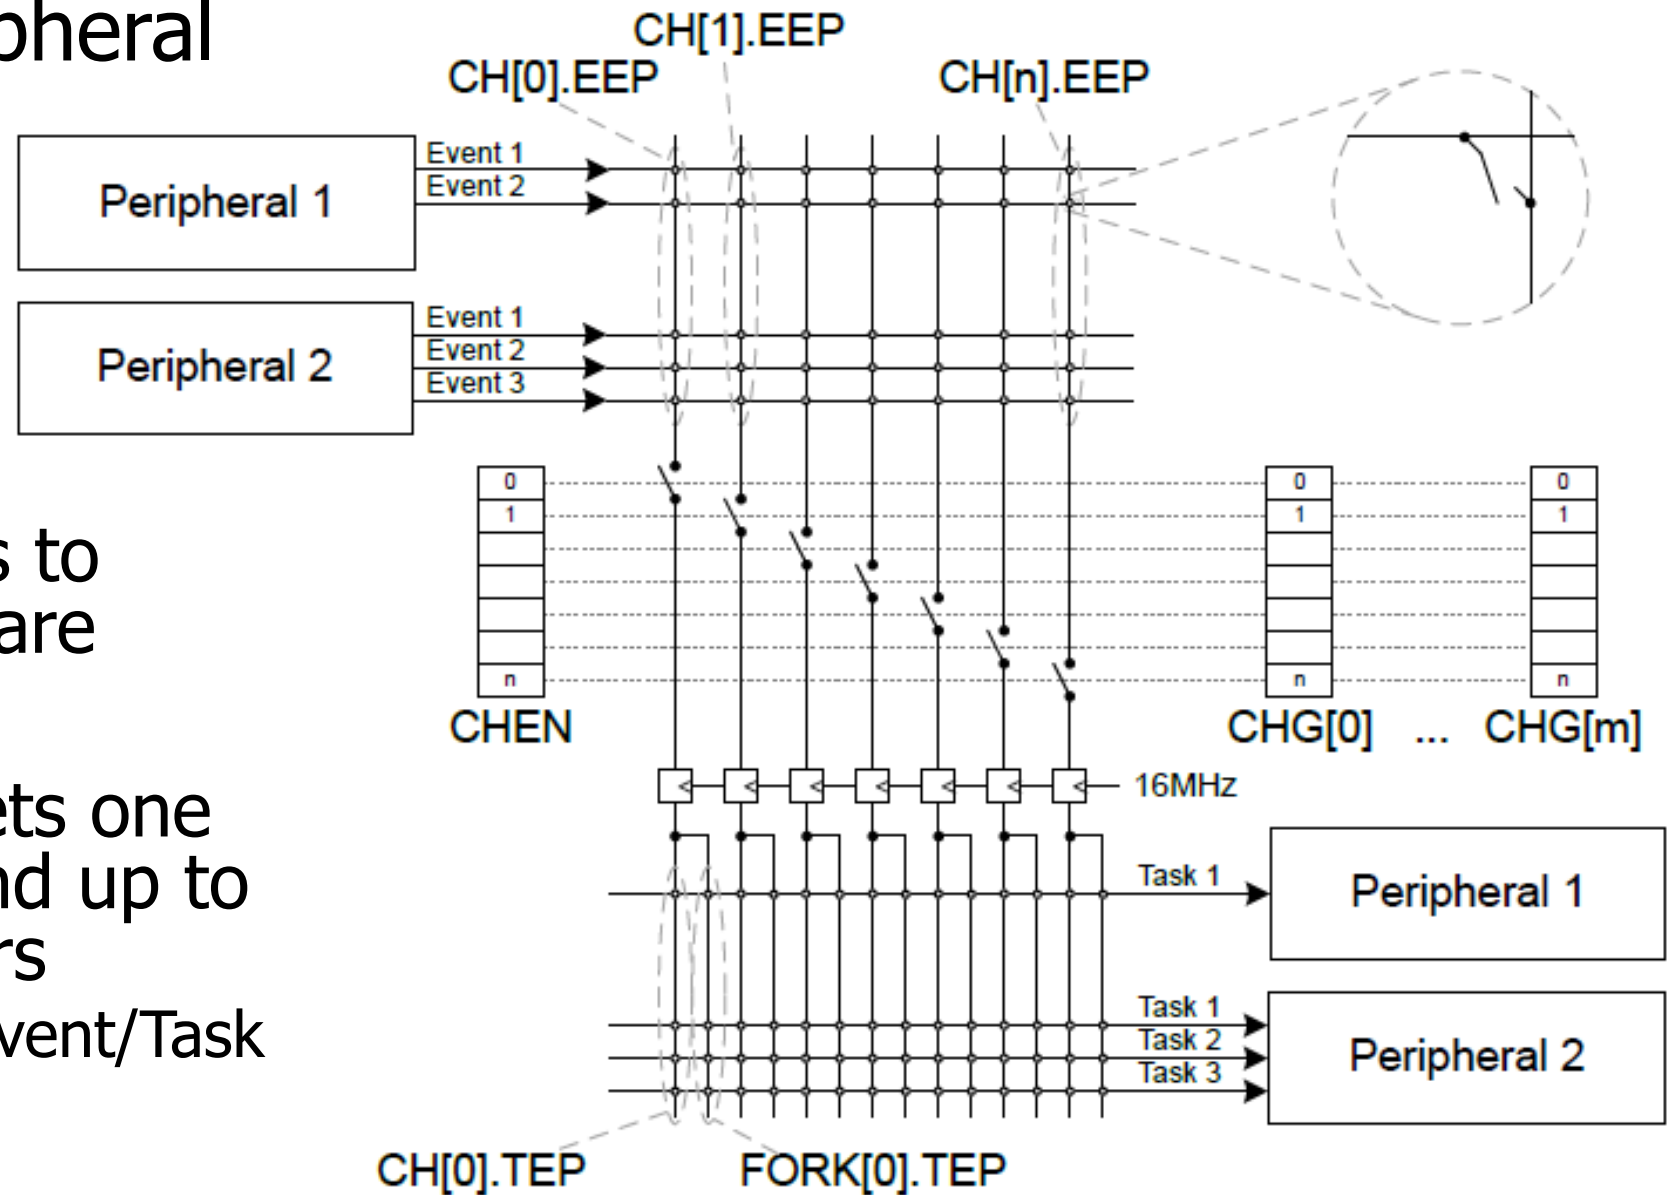 pheral
CH[1].EEP
CH[0].EEP
CH[n].EEP
Event 1
Event 2
Peripheral 1
Event 1
Event 2
Event 3
Peripheral 2
0 0 0
1 1 1
s to
are
n n n
CHEN
CHG[0] ... CHG[m]
16MHz
ets one
nd up to
rs
vent/Task
Task 1
Peripheral 1
Task 1
Task 2
Task 3
Peripheral 2
CH[0].TEP
FORK[0].TEP